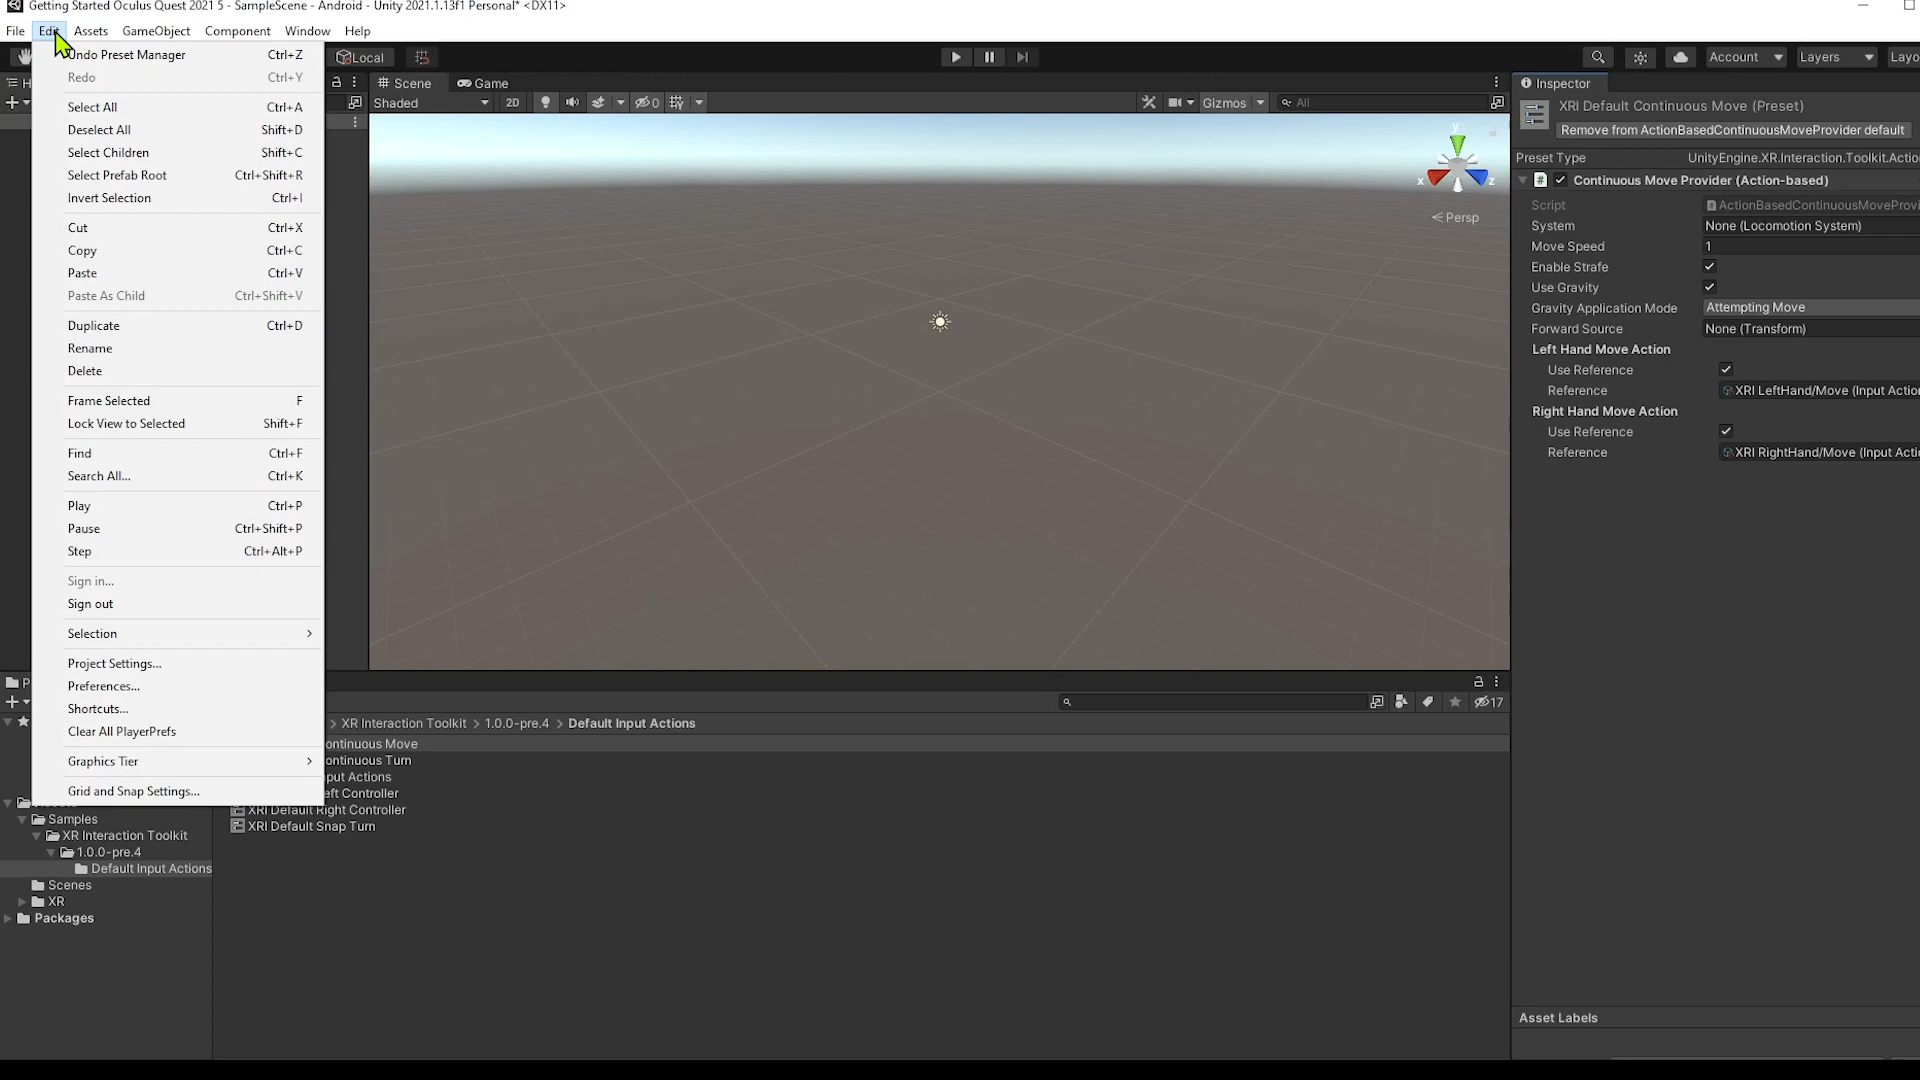 Getting Started Oculus Quest 2021 5 - SampleScene - Android - Unity 2021.1.13f1 Personal* <DX11>
File Edit Assets GameObject Component Window Help
Undo Preset Manager Ctrl+Z
Redo Ctrl+Y
Select All Ctrl+A
Deselect All Shift+D
Select Children Shift+C
Select Prefab Root Ctrl+Shift+R
Invert Selection Ctrl+I
Cut Ctrl+X
Copy Ctrl+C
Paste Ctrl+V
Paste As Child Ctrl+Shift+V
Duplicate Ctrl+D
Rename
Delete
Frame Selected F
Lock View to Selected Shift+F
Find Ctrl+F
Search All... Ctrl+K
Play Ctrl+P
Pause Ctrl+Shift+P
Step Ctrl+Alt+P
Sign in...
Sign out
Selection >
Project Settings...
Preferences...
Shortcuts...
Clear All PlayerPrefs
Graphics Tier >
Grid and Snap Settings...
Local
Account Layers Layo
H
Scene Game
Shaded 2D 0 Gizmos All
y
x z
< Persp
Inspector
XRI Default Continuous Move (Preset)
Remove from ActionBasedContinuousMoveProvider default
Preset Type UnityEngine.XR.Interaction.Toolkit.Actio
# Continuous Move Provider (Action-based)
Script ActionBasedContinuousMoveProvi
System None (Locomotion System)
Move Speed 1
Enable Strafe
Use Gravity
Gravity Application Mode Attempting Move
Forward Source None (Transform)
Left Hand Move Action
Use Reference
Reference XRI LeftHand/Move (Input Action
Right Hand Move Action
Use Reference
Reference XRI RightHand/Move (Input Acti
Asset Labels
P
17
> XR Interaction Toolkit > 1.0.0-pre.4 > Default Input Actions
ontinuous Move
ontinuous Turn
put Actions
eft Controller
XRI Default Right Controller
XRI Default Snap Turn
Samples
XR Interaction Toolkit
1.0.0-pre.4
Default Input Actions
Scenes
XR
Packages